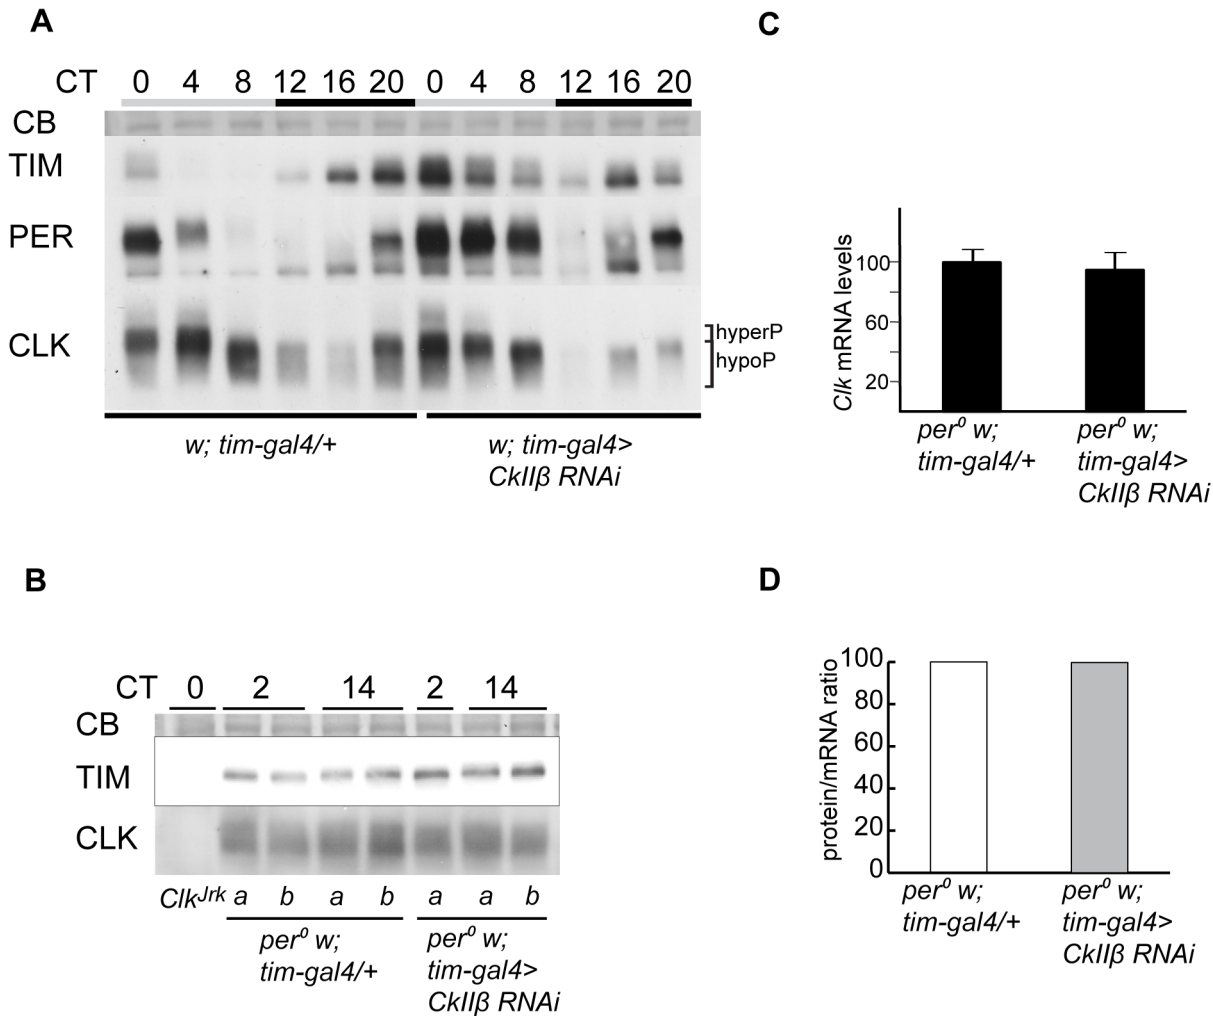 A
CT 0 4 8 12 16 20 0 4 8 12 16 20
CB
TIM
PER
CLK
hyperP
hypoP
w; tim-gal4/+
w; tim-gal4>
CkIIβ RNAi
C
Clk mRNA levels
100
60
20
per⁰ w;
tim-gal4/+
per⁰ w;
tim-gal4>
CkIIβ RNAi
B
CT 0 2 14 2 14
CB
TIM
CLK
Clkᴶʳᵏ a b a b a a b
per⁰ w;
tim-gal4/+
per⁰ w;
tim-gal4>
CkIIβ RNAi
D
protein/mRNA ratio
100
80
60
40
20
0
per⁰ w;
tim-gal4/+
per⁰ w;
tim-gal4>
CkIIβ RNAi